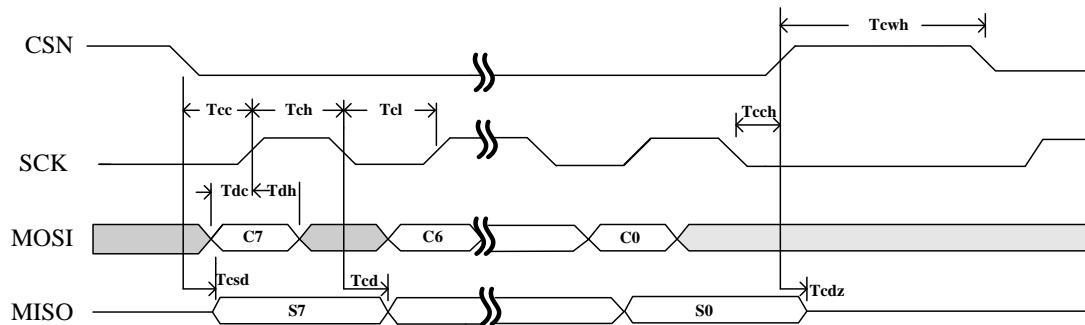 Tcwh
CSN
Tcc Tch Tcl Tcch
SCK
Tdc Tdh
MOSI C7 C6 C0
Tcsd Tcd Tcdz
MISO S7 S0